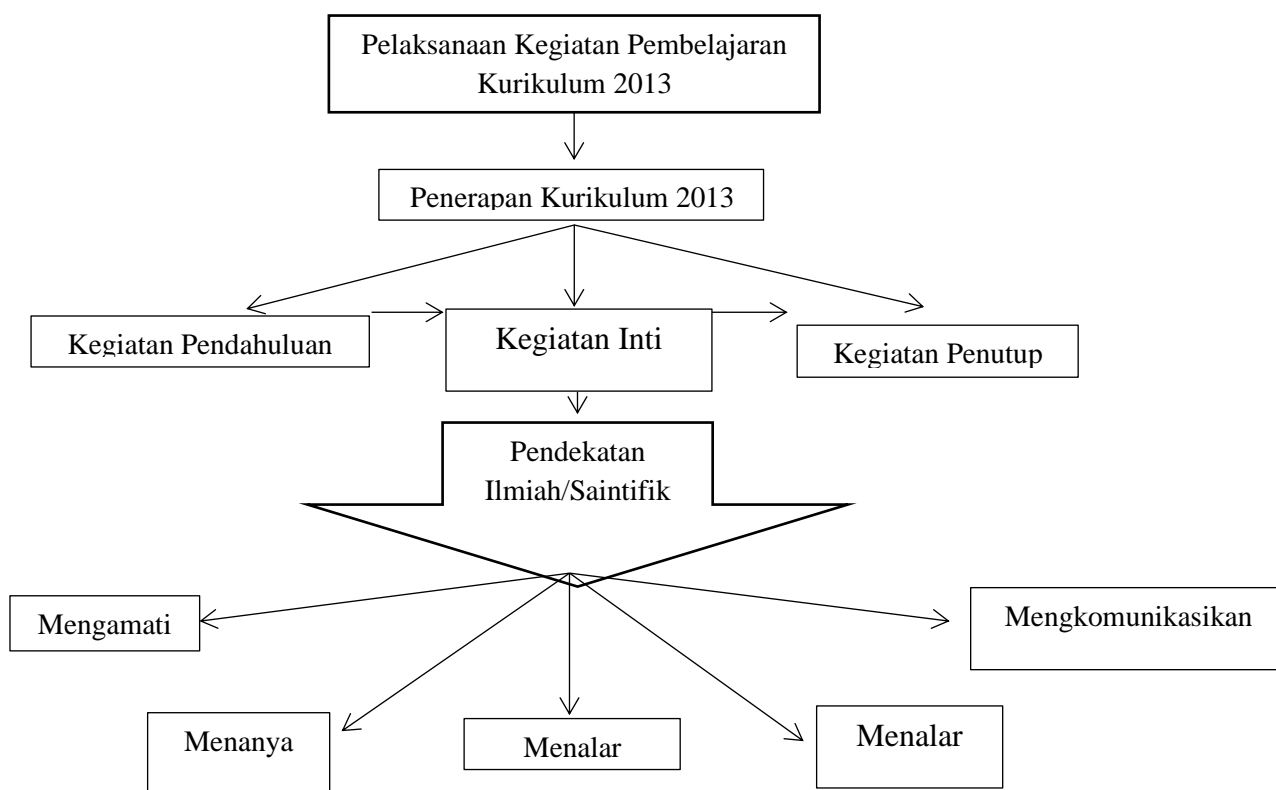 Pelaksanaan Kegiatan Pembelajaran
Kurikulum 2013
Penerapan Kurikulum 2013
Kegiatan Pendahuluan
Kegiatan Inti
Kegiatan Penutup
Pendekatan
Ilmiah/Saintifik
Mengamati
Mengkomunikasikan
Menanya
Menalar
Menalar